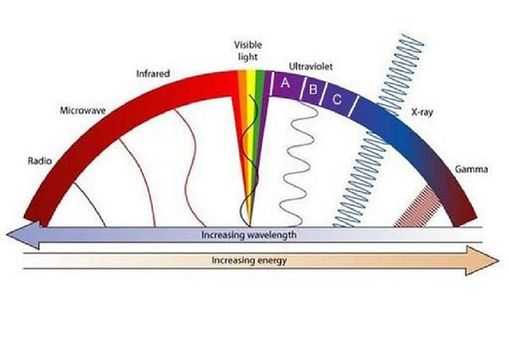 Visible
light
Infrared
Ultraviolet
A
B
C
Microwave
X-ray
Radio
Gamma
Increasing wavelength
Increasing energy